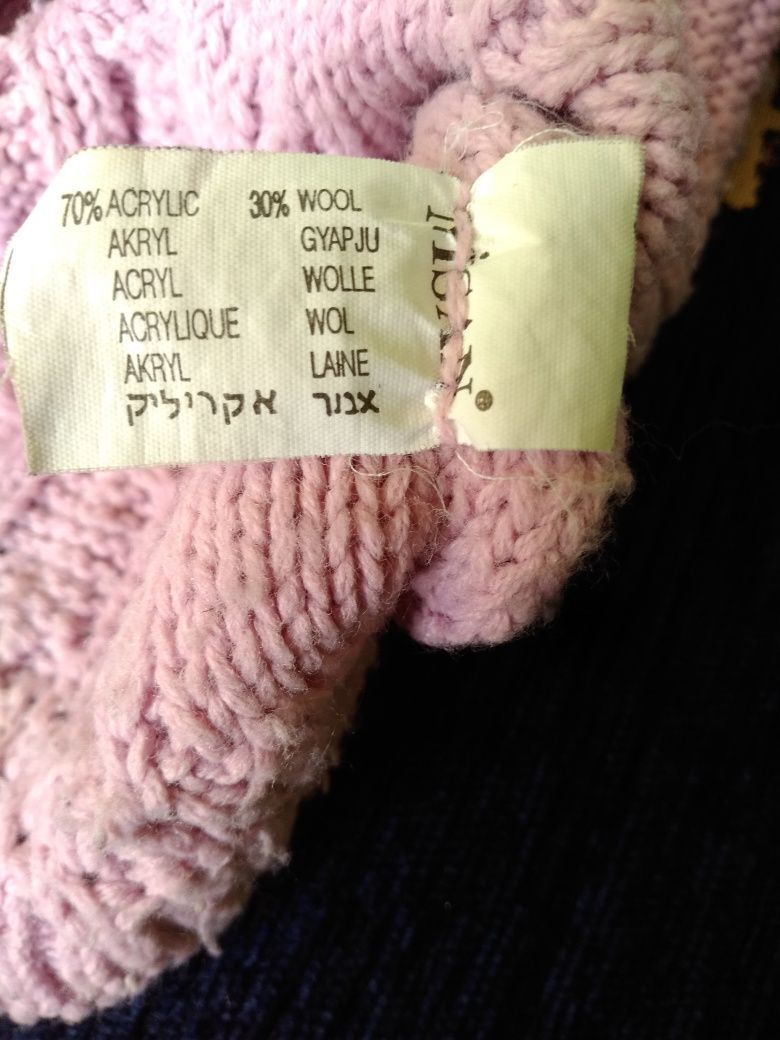 70% ACRYLIC 30% WOOL
AKRYL GYAPJU
ACRYL WOLLE
ACRYLIQUE WOL
AKRYL LAINE
צמר אקריליק